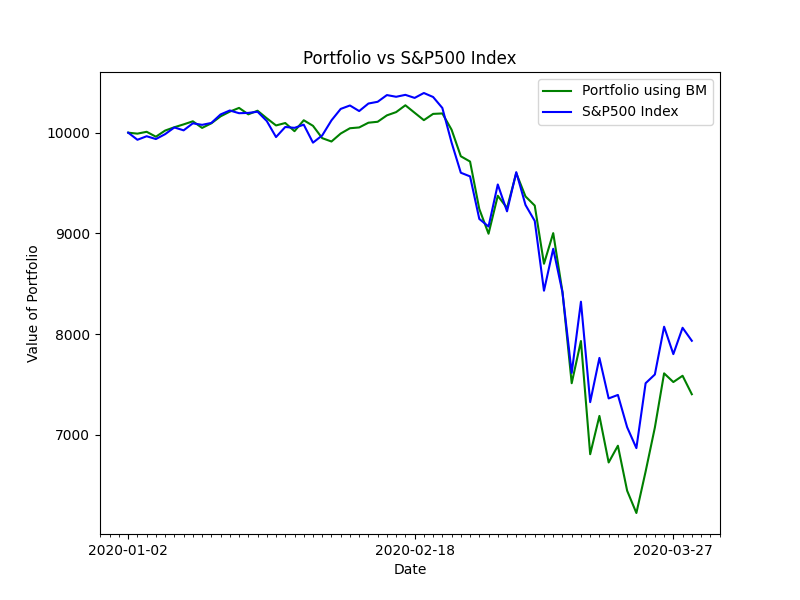 Portfolio vs S&P500 Index
Portfolio using BM
S&P500 Index
10000
9000
8000
7000
Value of Portfolio
2020-01-02
2020-02-18
2020-03-27
Date